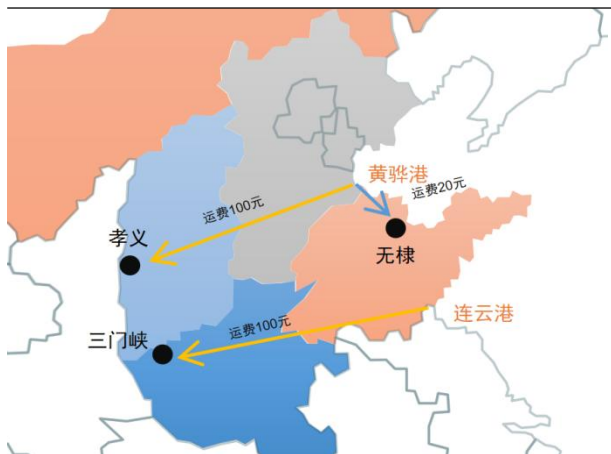 黄骅港
运费20元
运费100元
孝义
无棣
连云港
三门峡
运费100元